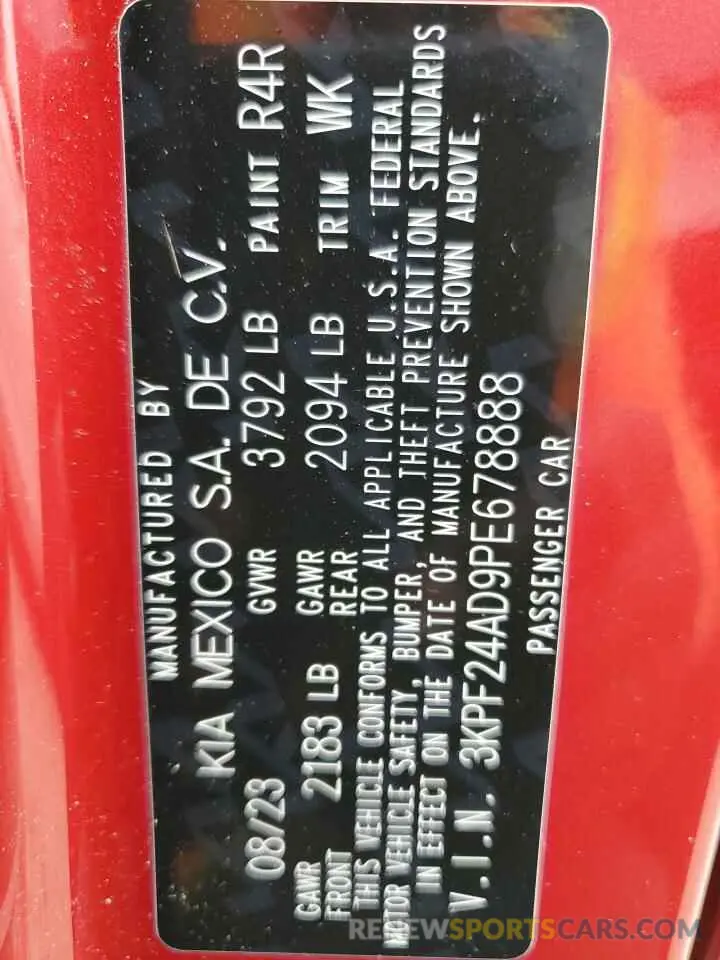 MANUFACTURED BY
KIA MEXICO S.A. DE C.V.
08/23 GVWR 3792 LB PAINT R4R
GAWR FRONT 2183 LB GAWR REAR 2094 LB TRIM WK
THIS VEHICLE CONFORMS TO ALL APPLICABLE U.S.A. FEDERAL
MOTOR VEHICLE SAFETY, BUMPER, AND THEFT PREVENTION STANDARDS
IN EFFECT ON THE DATE OF MANUFACTURE SHOWN ABOVE.
V.I.N. 3KPF24AD9PE678888
PASSENGER CAR
RENEWSPORTSCARS.COM